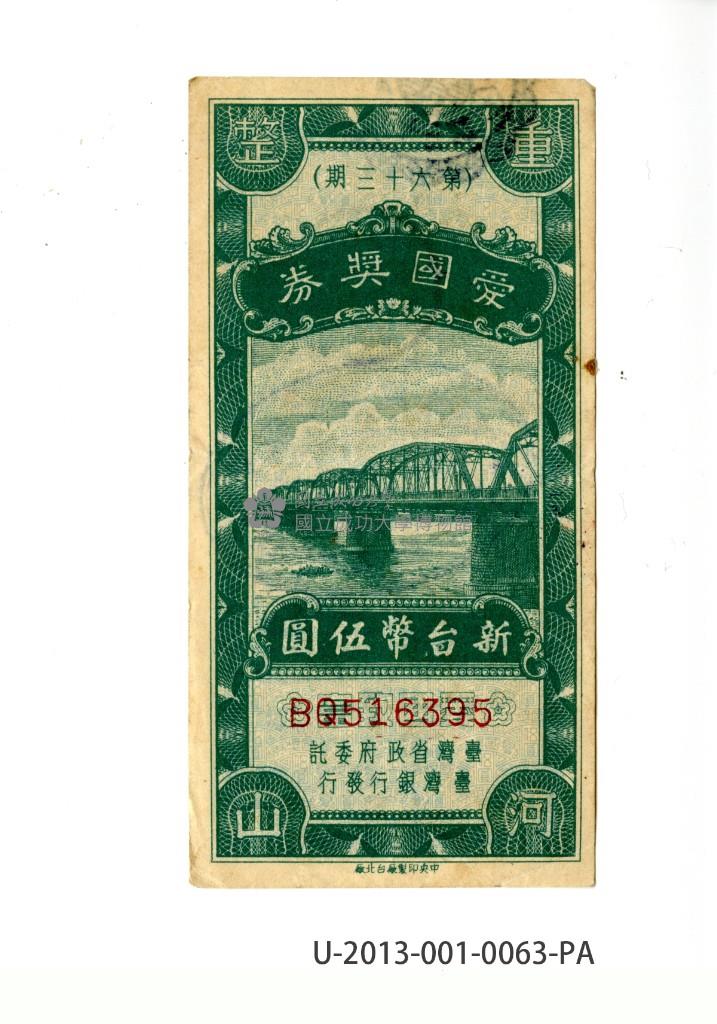 重整
(第六十三期)
愛國奬券
國立成功大學博物館
新台幣伍圓
BQ516395
臺灣省政府委託
臺灣銀行發行
河山
中央印製廠台北廠
U-2013-001-0063-PA